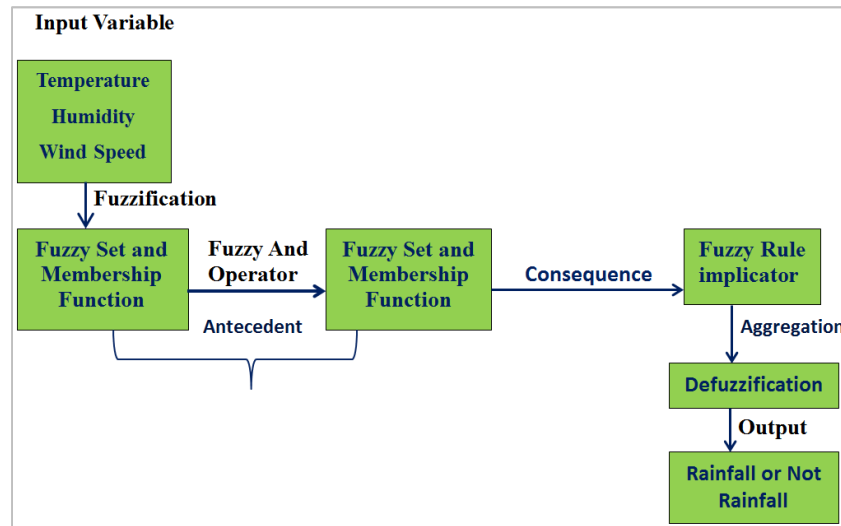 Input Variable
Temperature
Humidity
Wind Speed
Fuzzification
Fuzzy Set and
Membership
Function
Fuzzy And
Operator
Antecedent
Fuzzy Set and
Membership
Function
Consequence
Fuzzy Rule
implicator
Aggregation
Defuzzification
Output
Rainfall or Not
Rainfall